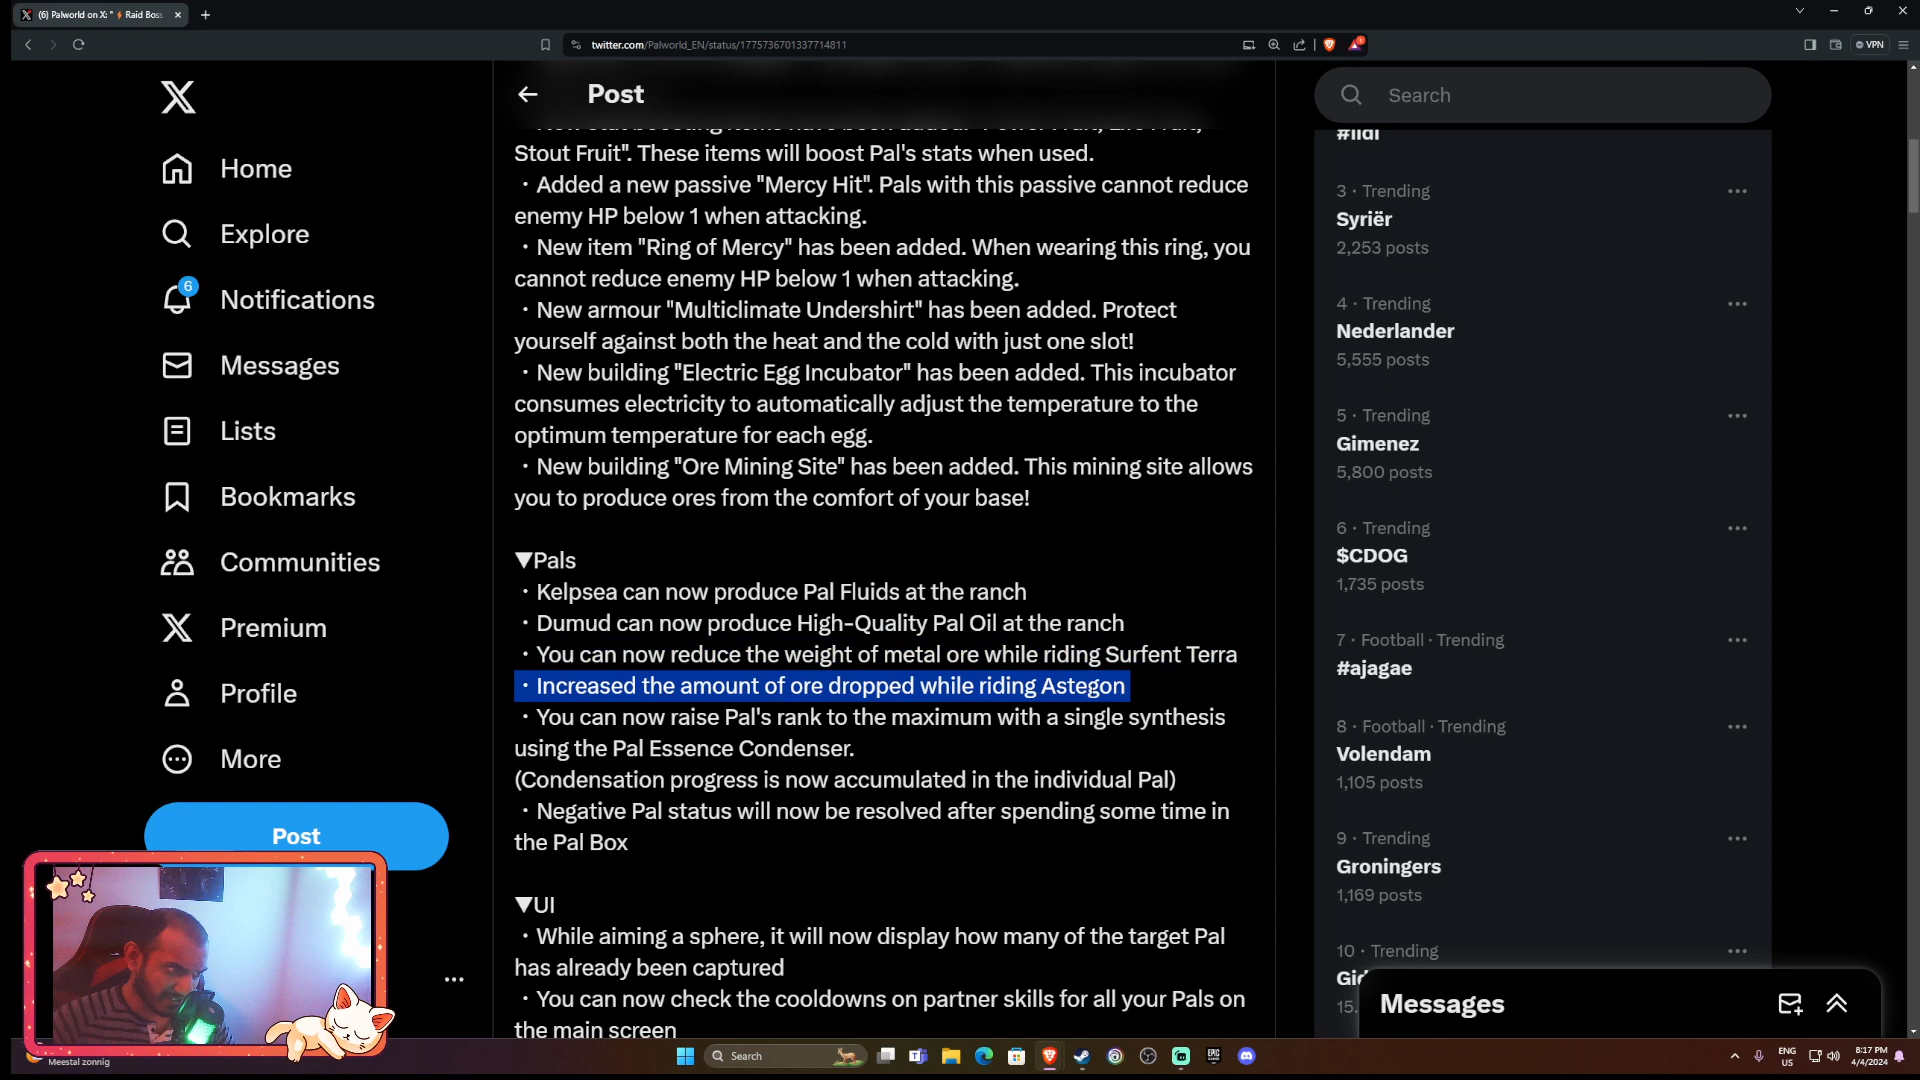 (6) Palworld on X: "⚡Raid Bos
twitter.com/Palworld_EN/status/1775736701337714811
VPN
Home
Explore
6
Notifications
Messages
Lists
Bookmarks
Communities
Premium
Profile
More
Post
Post
Stout Fruit". These items will boost Pal's stats when used.
・Added a new passive "Mercy Hit". Pals with this passive cannot reduce
enemy HP below 1 when attacking.
・New item "Ring of Mercy" has been added. When wearing this ring, you
cannot reduce enemy HP below 1 when attacking.
・New armour "Multiclimate Undershirt" has been added. Protect
yourself against both the heat and the cold with just one slot!
・New building "Electric Egg Incubator" has been added. This incubator
consumes electricity to automatically adjust the temperature to the
optimum temperature for each egg.
・New building "Ore Mining Site" has been added. This mining site allows
you to produce ores from the comfort of your base!
▼Pals
・Kelpsea can now produce Pal Fluids at the ranch
・Dumud can now produce High-Quality Pal Oil at the ranch
・You can now reduce the weight of metal ore while riding Surfent Terra
・Increased the amount of ore dropped while riding Astegon
・You can now raise Pal's rank to the maximum with a single synthesis
using the Pal Essence Condenser.
(Condensation progress is now accumulated in the individual Pal)
・Negative Pal status will now be resolved after spending some time in
the Pal Box
▼UI
・While aiming a sphere, it will now display how many of the target Pal
has already been captured
・You can now check the cooldowns on partner skills for all your Pals on
the main screen
Search
3 · Trending
Syriër
2,253 posts
4 · Trending
Nederlander
5,555 posts
5 · Trending
Gimenez
5,800 posts
6 · Trending
$CDOG
1,735 posts
7 · Football · Trending
#ajagae
8 · Football · Trending
Volendam
1,105 posts
9 · Trending
Groningers
1,169 posts
10 · Trending
Messages
Meestal zonnig
Search
ENG
US
8:17 PM
4/4/2024